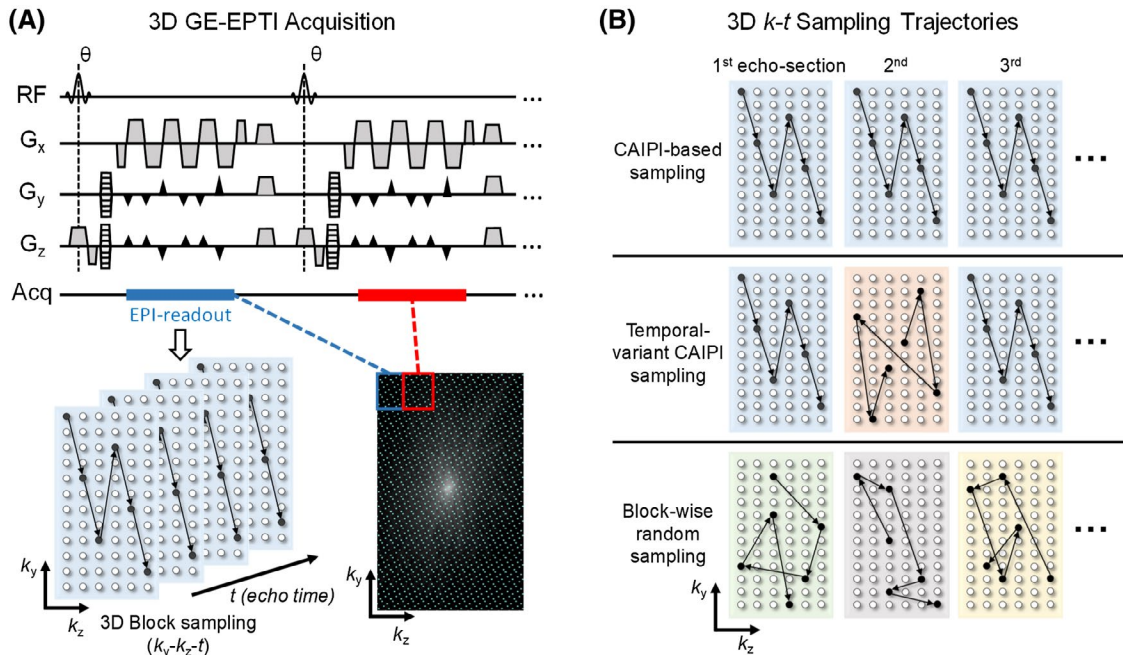 (A)
3D GE-EPTI Acquisition
θ
θ
RF
...
Gx
...
Gy
...
Gz
...
Acq
...
EPI-readout
ky
kz
t (echo time)
3D Block sampling
(ky-kz-t)
ky
kz
(B)
3D k-t Sampling Trajectories
1st echo-section
2nd
3rd
CAIPI-based
sampling
...
Temporal-
variant CAIPI
sampling
...
Block-wise
random
sampling
...
ky
kz